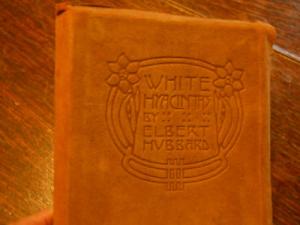 WHITE
HYACINTHS
BY
ELBERT
HUBBARD